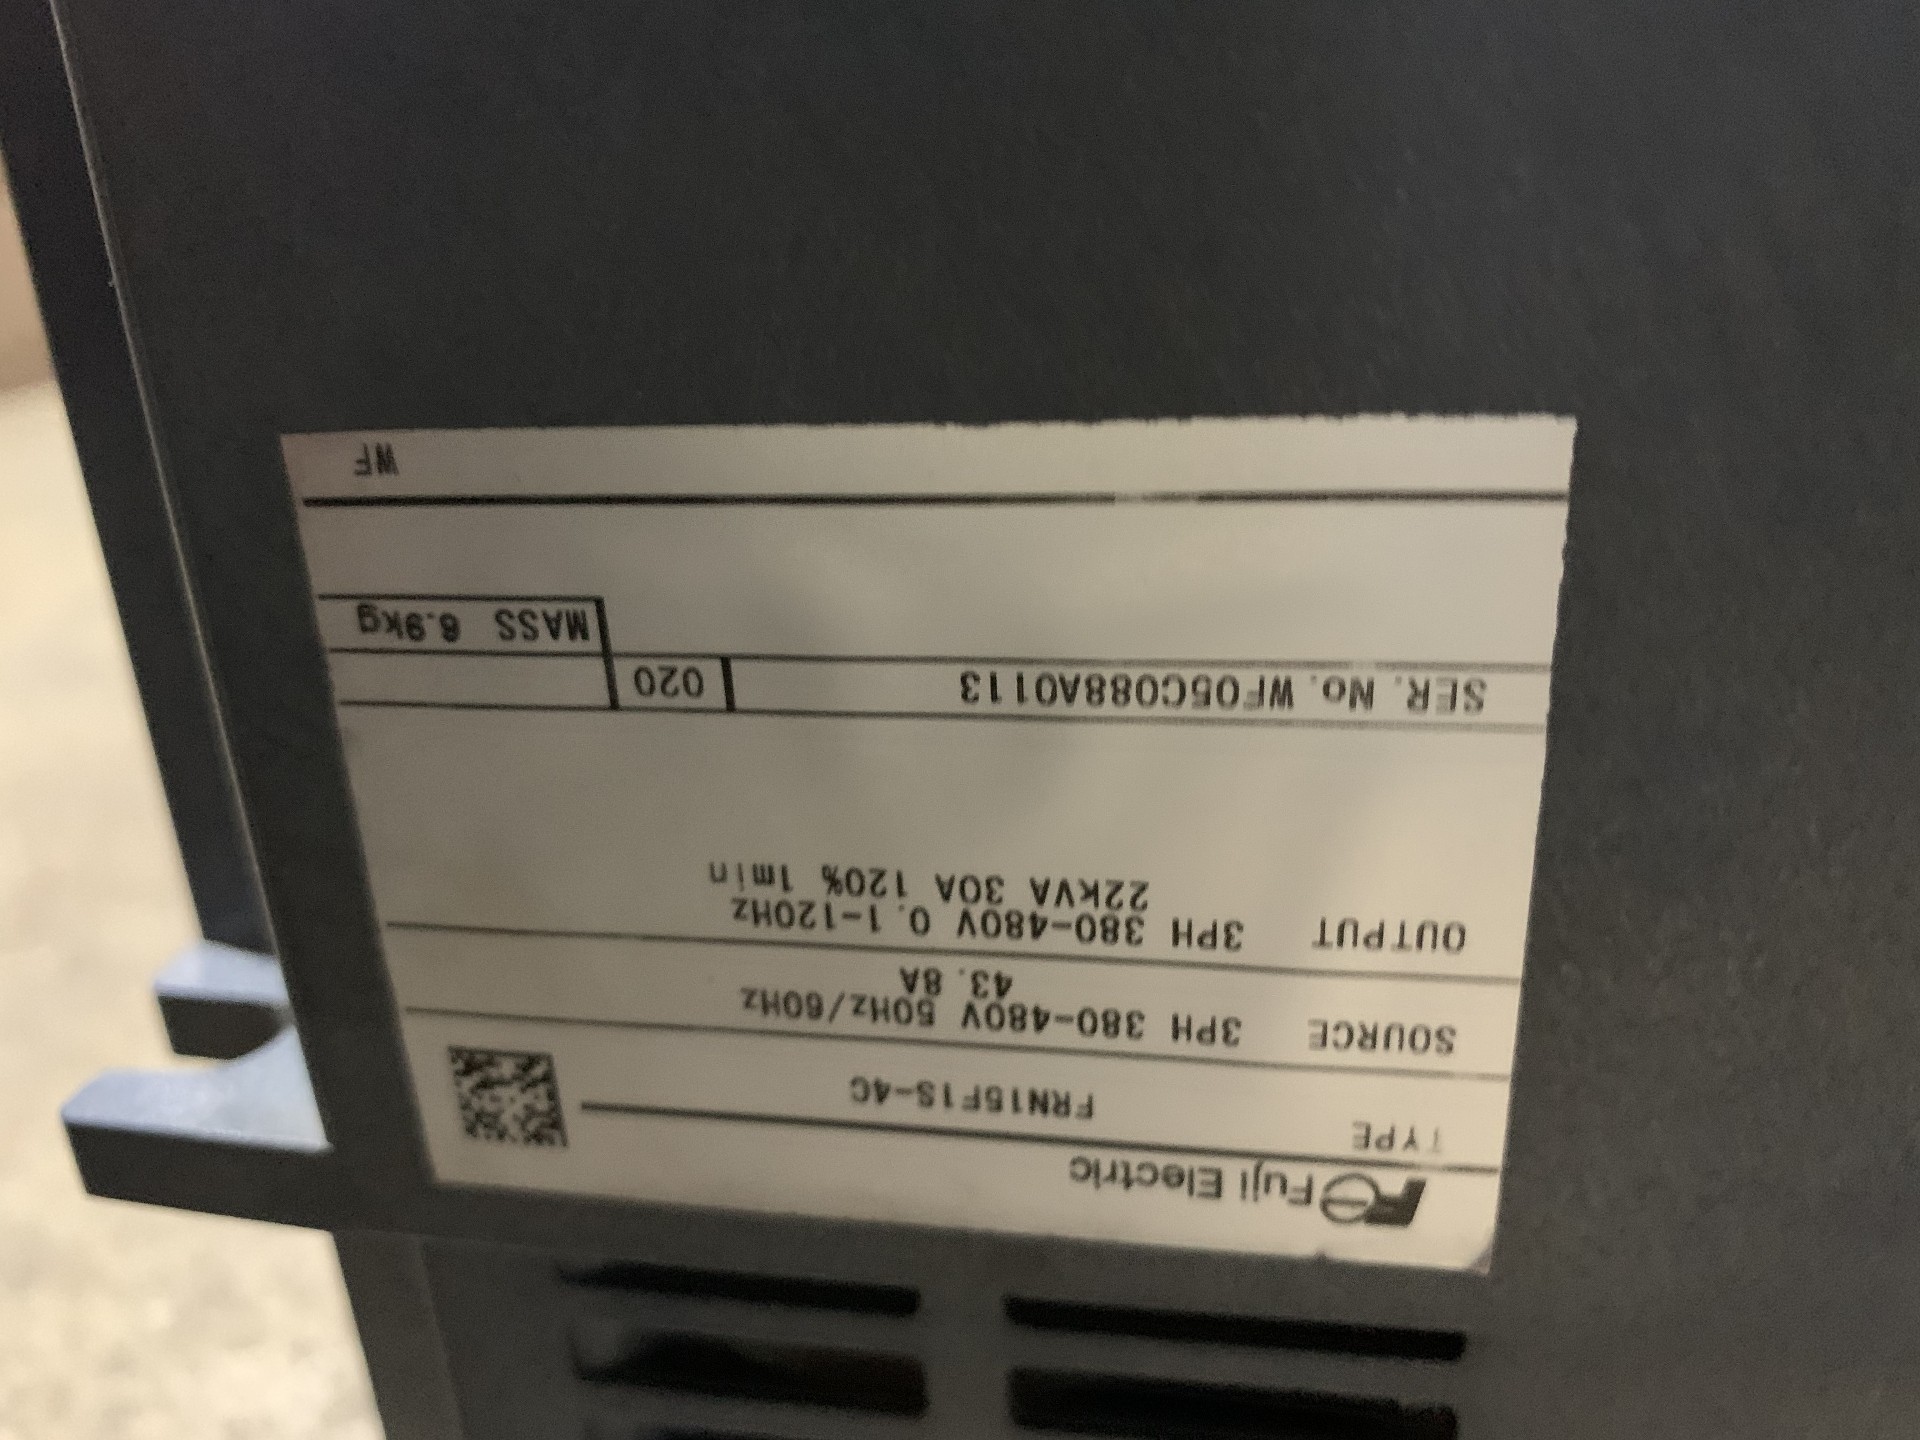 Fuji Electric
TYPE FRN15F1S-4C
SOURCE 3PH 380-480V 50Hz/60Hz
43.8A
OUTPUT 3PH 380-480V 0.1-120Hz
22kVA 30A 120% 1min
SER. No. WF05C088A0113 020
MASS 6.9kg
WF